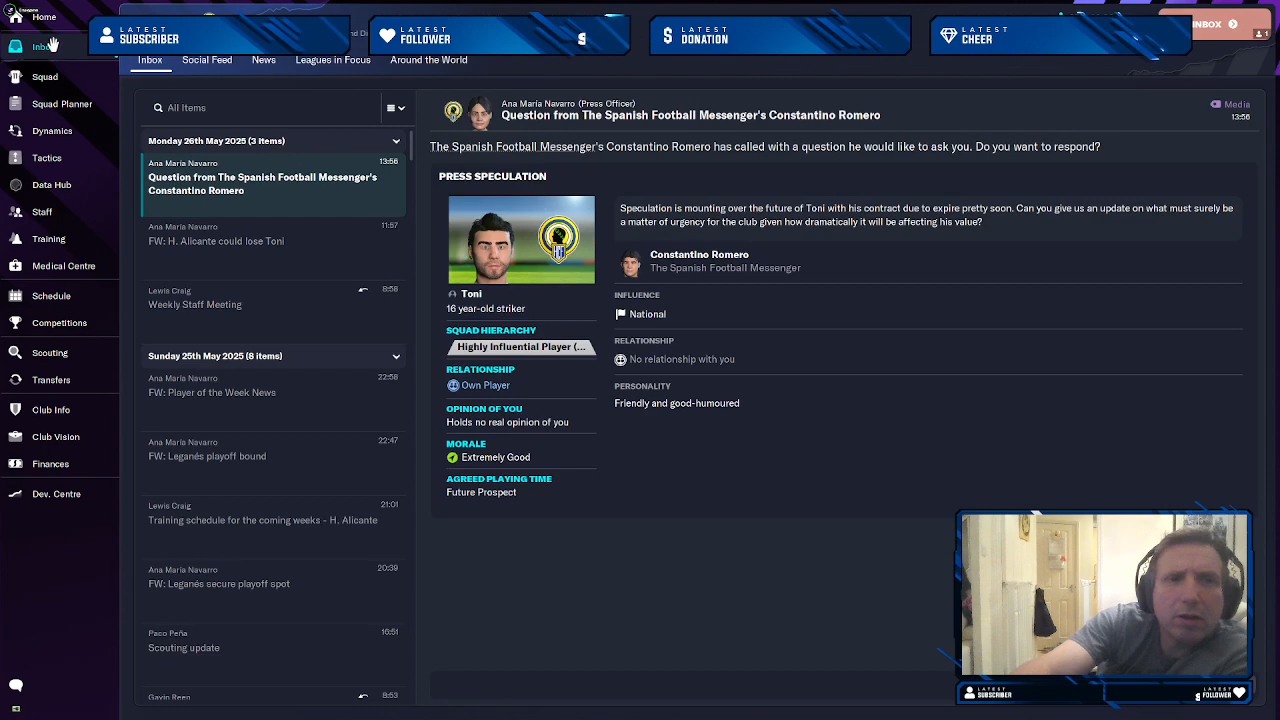 Home
LATEST
SUBSCRIBER
LATEST
FOLLOWER
LATEST
DONATION
LATEST
CHEER
INBOX
1
Inbox
Inbox
Social Feed
News
Leagues in Focus
Around the World
Squad
Squad Planner
Dynamics
Tactics
Data Hub
Staff
Training
Medical Centre
Schedule
Competitions
Scouting
Transfers
Club Info
Club Vision
Finances
Dev. Centre
All Items
Monday 26th May 2025 (3 items)
Ana María Navarro
13:56
Question from The Spanish Football Messenger's
Constantino Romero
Ana María Navarro
11:57
FW: H. Alicante could lose Toni
Lewis Craig
8:58
Weekly Staff Meeting
Sunday 25th May 2025 (8 items)
Ana María Navarro
22:58
FW: Player of the Week News
Ana María Navarro
22:47
FW: Leganés playoff bound
Lewis Craig
21:01
Training schedule for the coming weeks - H. Alicante
Ana María Navarro
20:39
FW: Leganés secure playoff spot
Paco Peña
16:51
Scouting update
Gavin Reen
8:53
Ana María Navarro (Press Officer)
Question from The Spanish Football Messenger's Constantino Romero
Media
13:56
The Spanish Football Messenger's Constantino Romero has called with a question he would like to ask you. Do you want to respond?
PRESS SPECULATION
Toni
16 year-old striker
SQUAD HIERARCHY
Highly Influential Player (...
RELATIONSHIP
Own Player
OPINION OF YOU
Holds no real opinion of you
MORALE
Extremely Good
AGREED PLAYING TIME
Future Prospect
Speculation is mounting over the future of Toni with his contract due to expire pretty soon. Can you give us an update on what must surely be
a matter of urgency for the club given how dramatically it will be affecting his value?
Constantino Romero
The Spanish Football Messenger
INFLUENCE
National
RELATIONSHIP
No relationship with you
PERSONALITY
Friendly and good-humoured
LATEST
SUBSCRIBER
LATEST
FOLLOWER